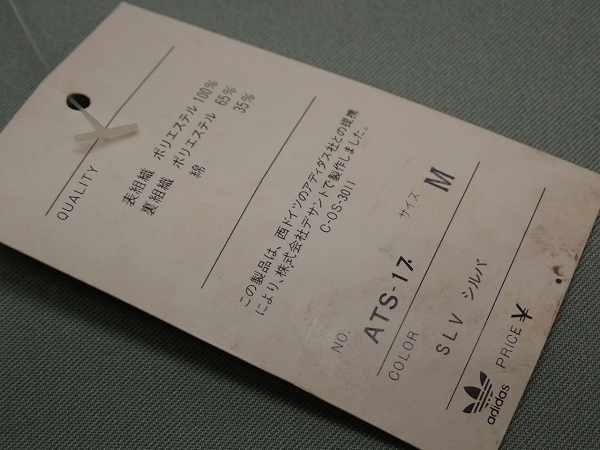 QUALITY
表組織 ポリエステル 100%
裏組織 ポリエステル 65%
綿 35%
この製品は、西ドイツのアディダス社との提携
により、株式会社デサントで製作しました。
C-OS-3011
NO. ATS-17. サイズ M
COLOR SLV シルバ
adidas PRICE ¥